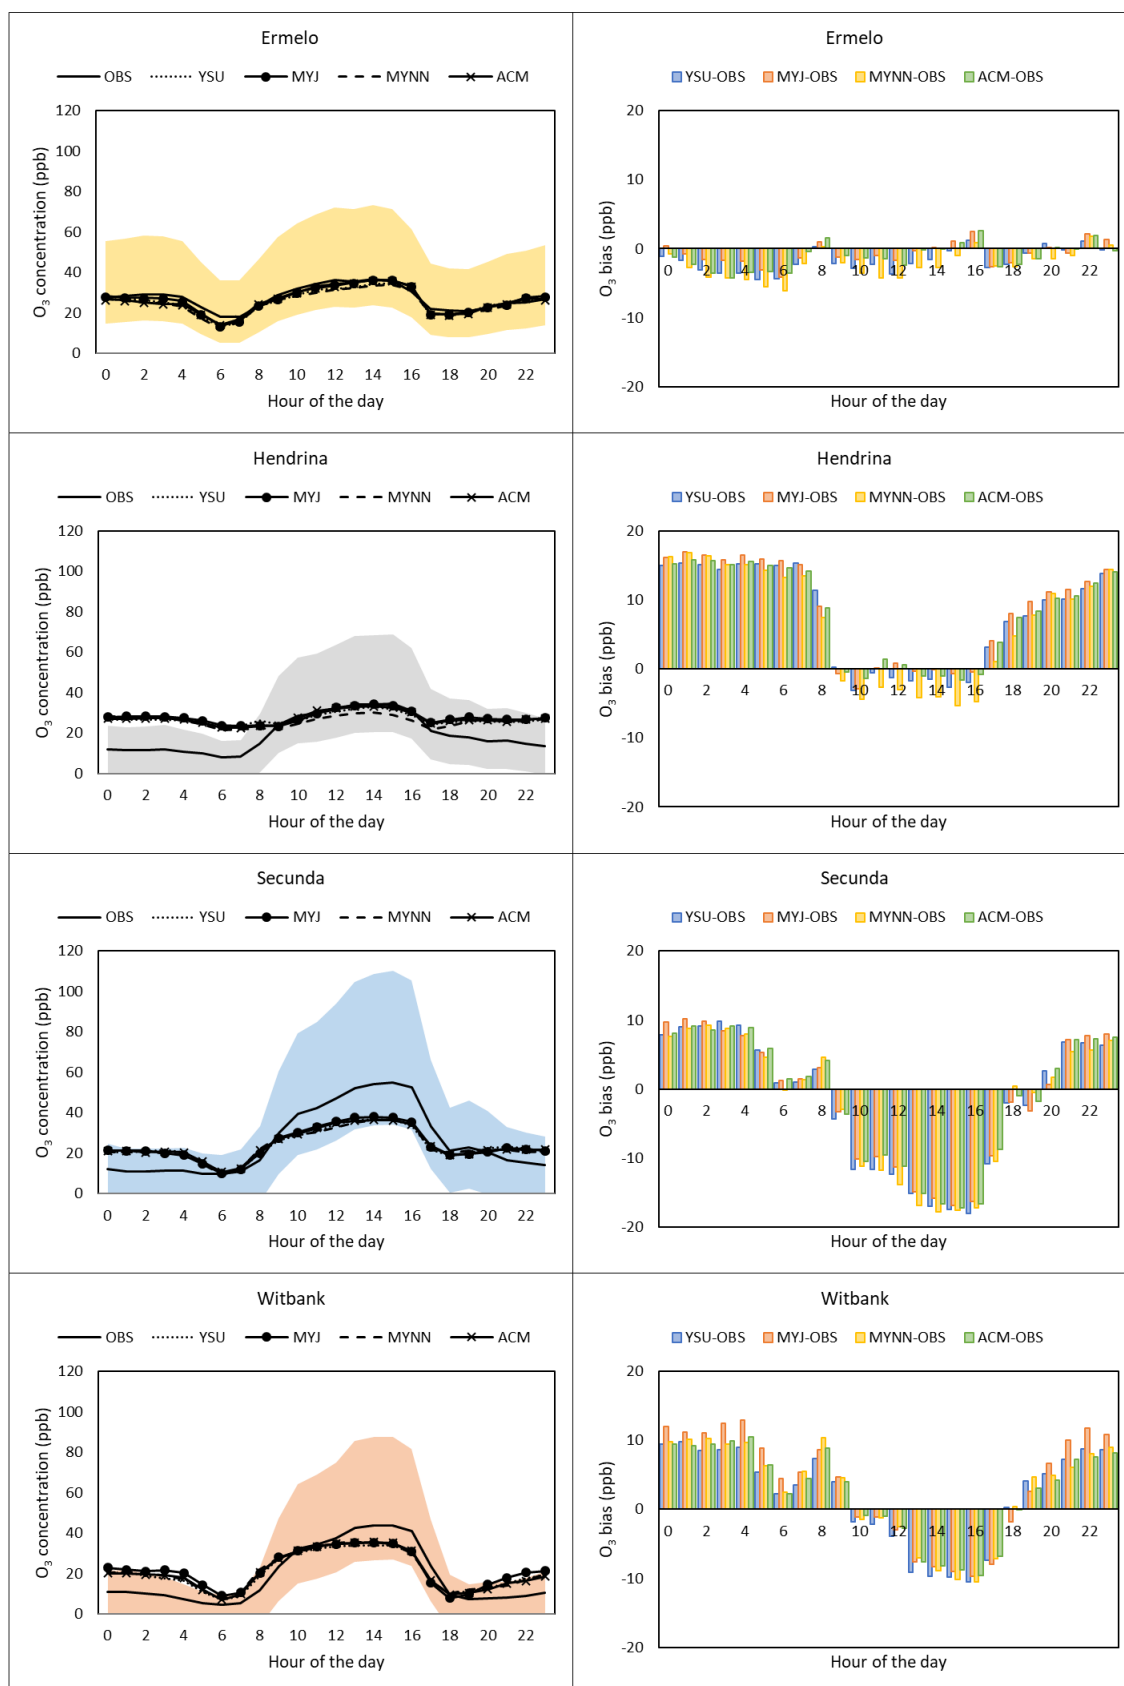 Ermelo
OBS YSU MYJ MYNN ACM
O₃ concentration (ppb)
120
100
80
60
40
20
0
0 2 4 6 8 10 12 14 16 18 20 22
Hour of the day
Ermelo
YSU-OBS MYJ-OBS MYNN-OBS ACM-OBS
O₃ bias (ppb)
20
10
0
-10
-20
0 2 4 6 8 10 12 14 16 18 20 22
Hour of the day
Hendrina
OBS YSU MYJ MYNN ACM
O₃ concentration (ppb)
120
100
80
60
40
20
0
0 2 4 6 8 10 12 14 16 18 20 22
Hour of the day
Hendrina
YSU-OBS MYJ-OBS MYNN-OBS ACM-OBS
O₃ bias (ppb)
20
10
0
-10
-20
0 2 4 6 8 10 12 14 16 18 20 22
Hour of the day
Secunda
OBS YSU MYJ MYNN ACM
O₃ concentration (ppb)
120
100
80
60
40
20
0
0 2 4 6 8 10 12 14 16 18 20 22
Hour of the day
Secunda
YSU-OBS MYJ-OBS MYNN-OBS ACM-OBS
O₃ bias (ppb)
20
10
0
-10
-20
0 2 4 6 8 10 12 14 16 18 20 22
Hour of the day
Witbank
OBS YSU MYJ MYNN ACM
O₃ concentration (ppb)
120
100
80
60
40
20
0
0 2 4 6 8 10 12 14 16 18 20 22
Hour of the day
Witbank
YSU-OBS MYJ-OBS MYNN-OBS ACM-OBS
O₃ bias (ppb)
20
10
0
-10
-20
0 2 4 6 8 10 12 14 16 18 20 22
Hour of the day